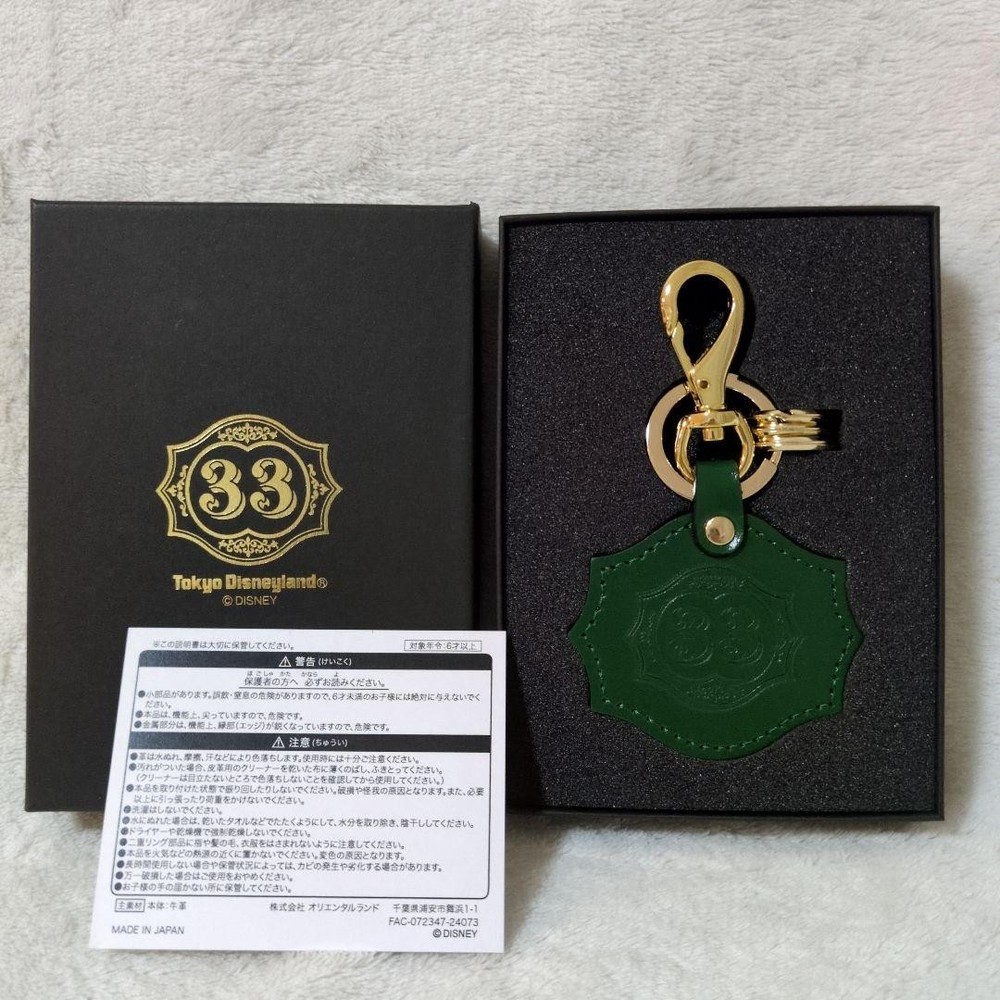 33
Tokyo Disneyland®
© DISNEY
33
※この説明書は大切に保管してください。
対象年令:6才以上
⚠ 警告 (けいこく)
ほごしゃ かた かなら よ
保護者の方へ 必ずお読みください。
●小部品があります。誤飲・窒息の危険がありますので、6才未満のお子様には絶対に与えないでく
ださい。
●本品は、機能上、尖っていますので、危険です。
●金属部分は、機能上、縁部(エッジ)が鋭くなっていますので、危険です。
⚠ 注意 (ちゅうい)
●革は水ぬれ、摩擦、汗などにより色落ちします。使用時には十分ご注意ください。
●汚れがついた場合、皮革用のクリーナーを乾いた布に薄くのばし、ふきとってください。
(クリーナーは目立たないところで色落ちしないことを確認してから使用してください。)
●本品を取り付けた状態で振り回したりしないでください。破損や怪我の原因となります。また、必要
以上に引っ張ったり荷重をかけないでください。
●洗濯はしないでください。
●水にぬれた場合は、乾いたタオルなどでたたくようにして、水分を取り除き、陰干ししてください。
●ドライヤーや乾燥機で強制乾燥しないでください。
●二重リング部品に指や髪の毛、衣服をはさまれないように注意してください。
●本品を火気などの熱源の近くに置かないでください。変色の原因となります。
●長時間使用しない場合や保管状況によっては、カビの発生や劣化する場合があります。
●万一破損した場合はご使用をおやめください。
●お子様の手の届かない所に保管してください。
主素材 本体:牛革
株式会社 オリエンタルランド 千葉県浦安市舞浜1-1
FAC-072347-24073
MADE IN JAPAN
© DISNEY